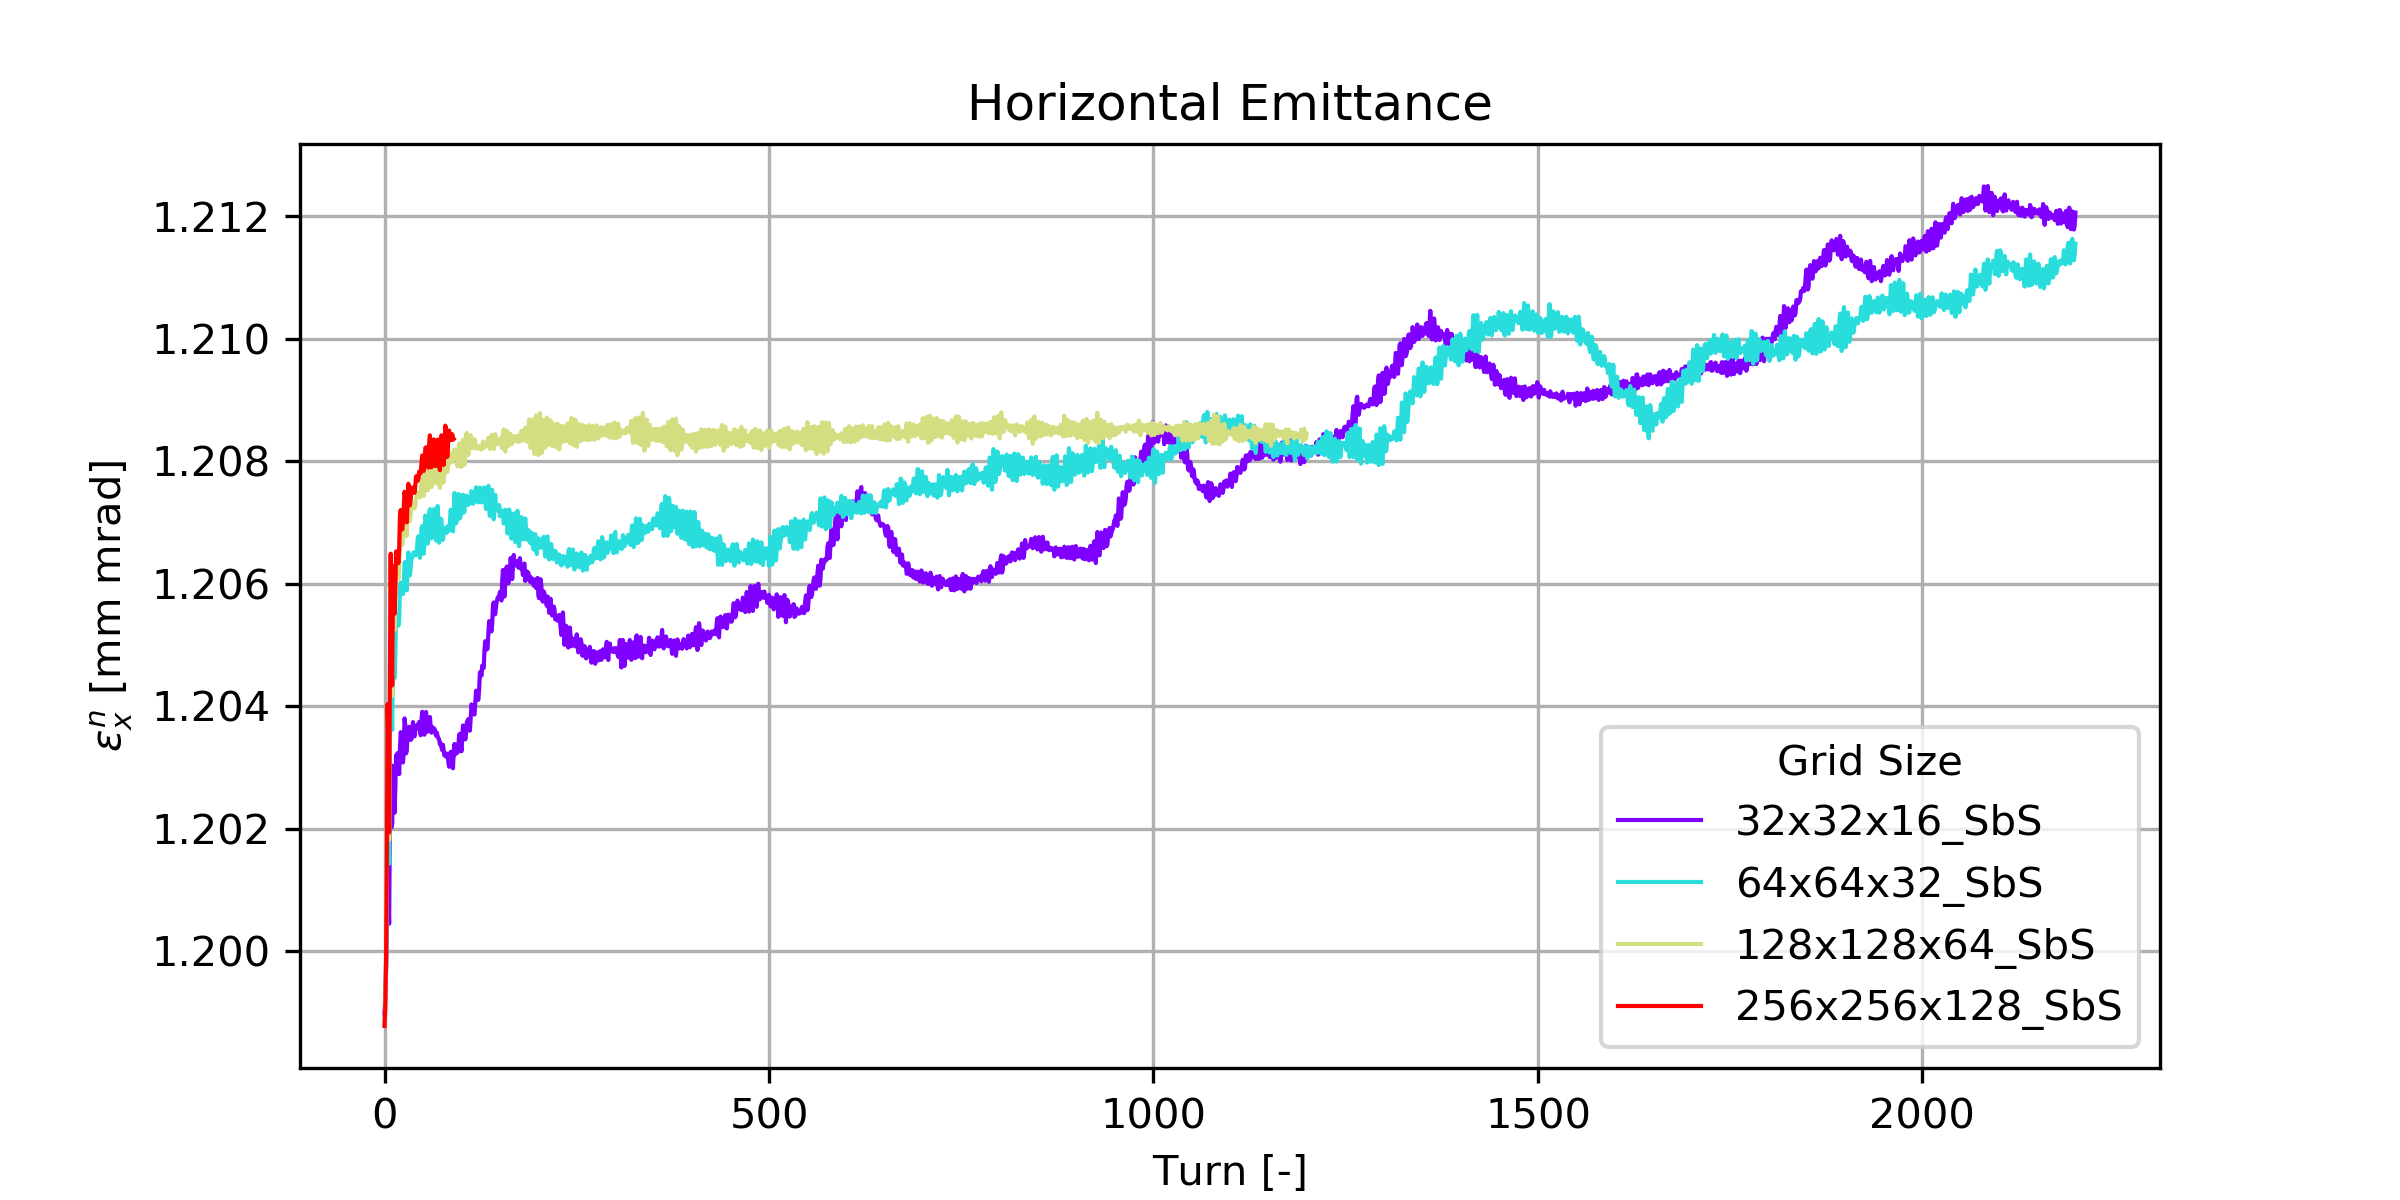 Horizontal Emittance
ε_x^n [mm mrad]
1.212
1.210
1.208
1.206
1.204
1.202
1.200
Grid Size
32x32x16_SbS
64x64x32_SbS
128x128x64_SbS
256x256x128_SbS
0 500 1000 1500 2000
Turn [-]